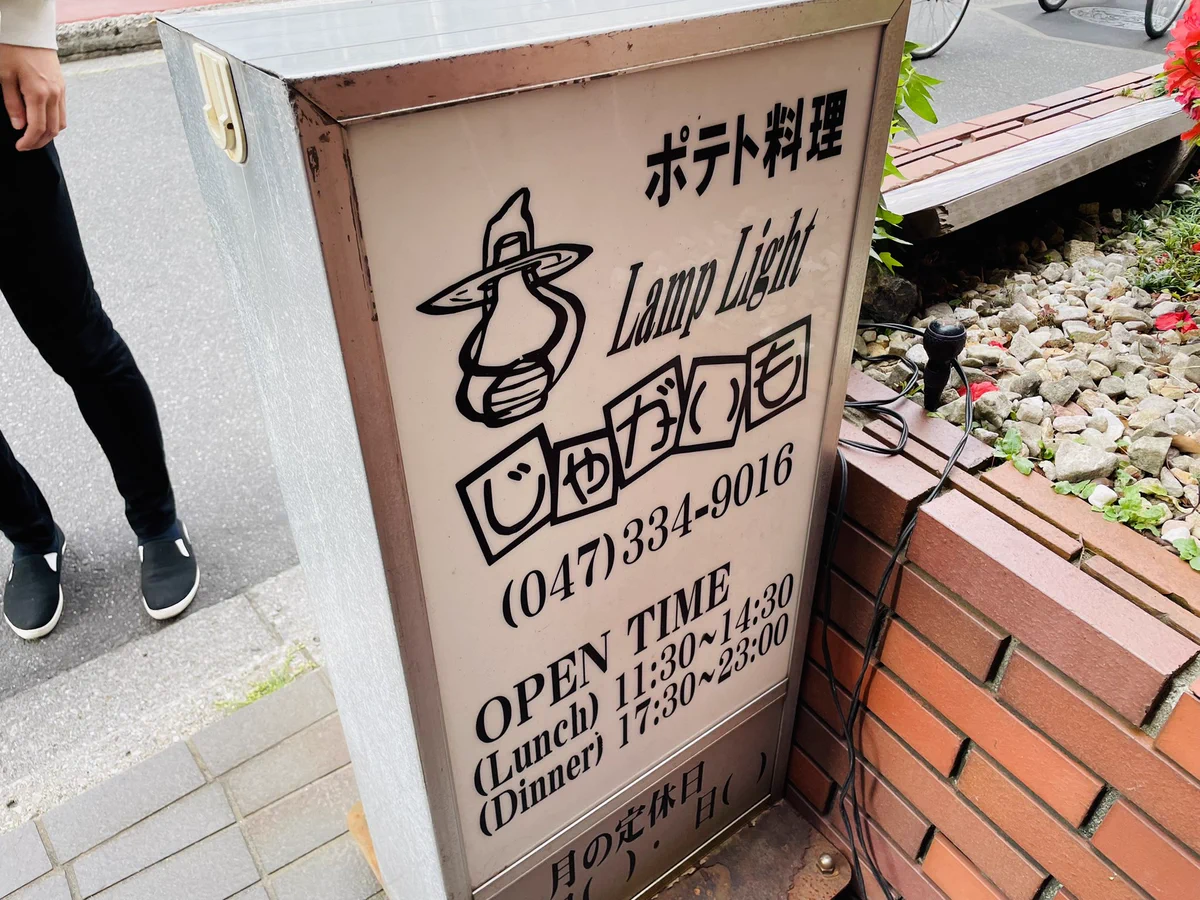 ポテト料理
Lamp Light
じゃがいも
(047)334-9016
OPEN TIME
(Lunch) 11:30~14:30
(Dinner) 17:30~23:00
月の定休日
日( )・ 日( )